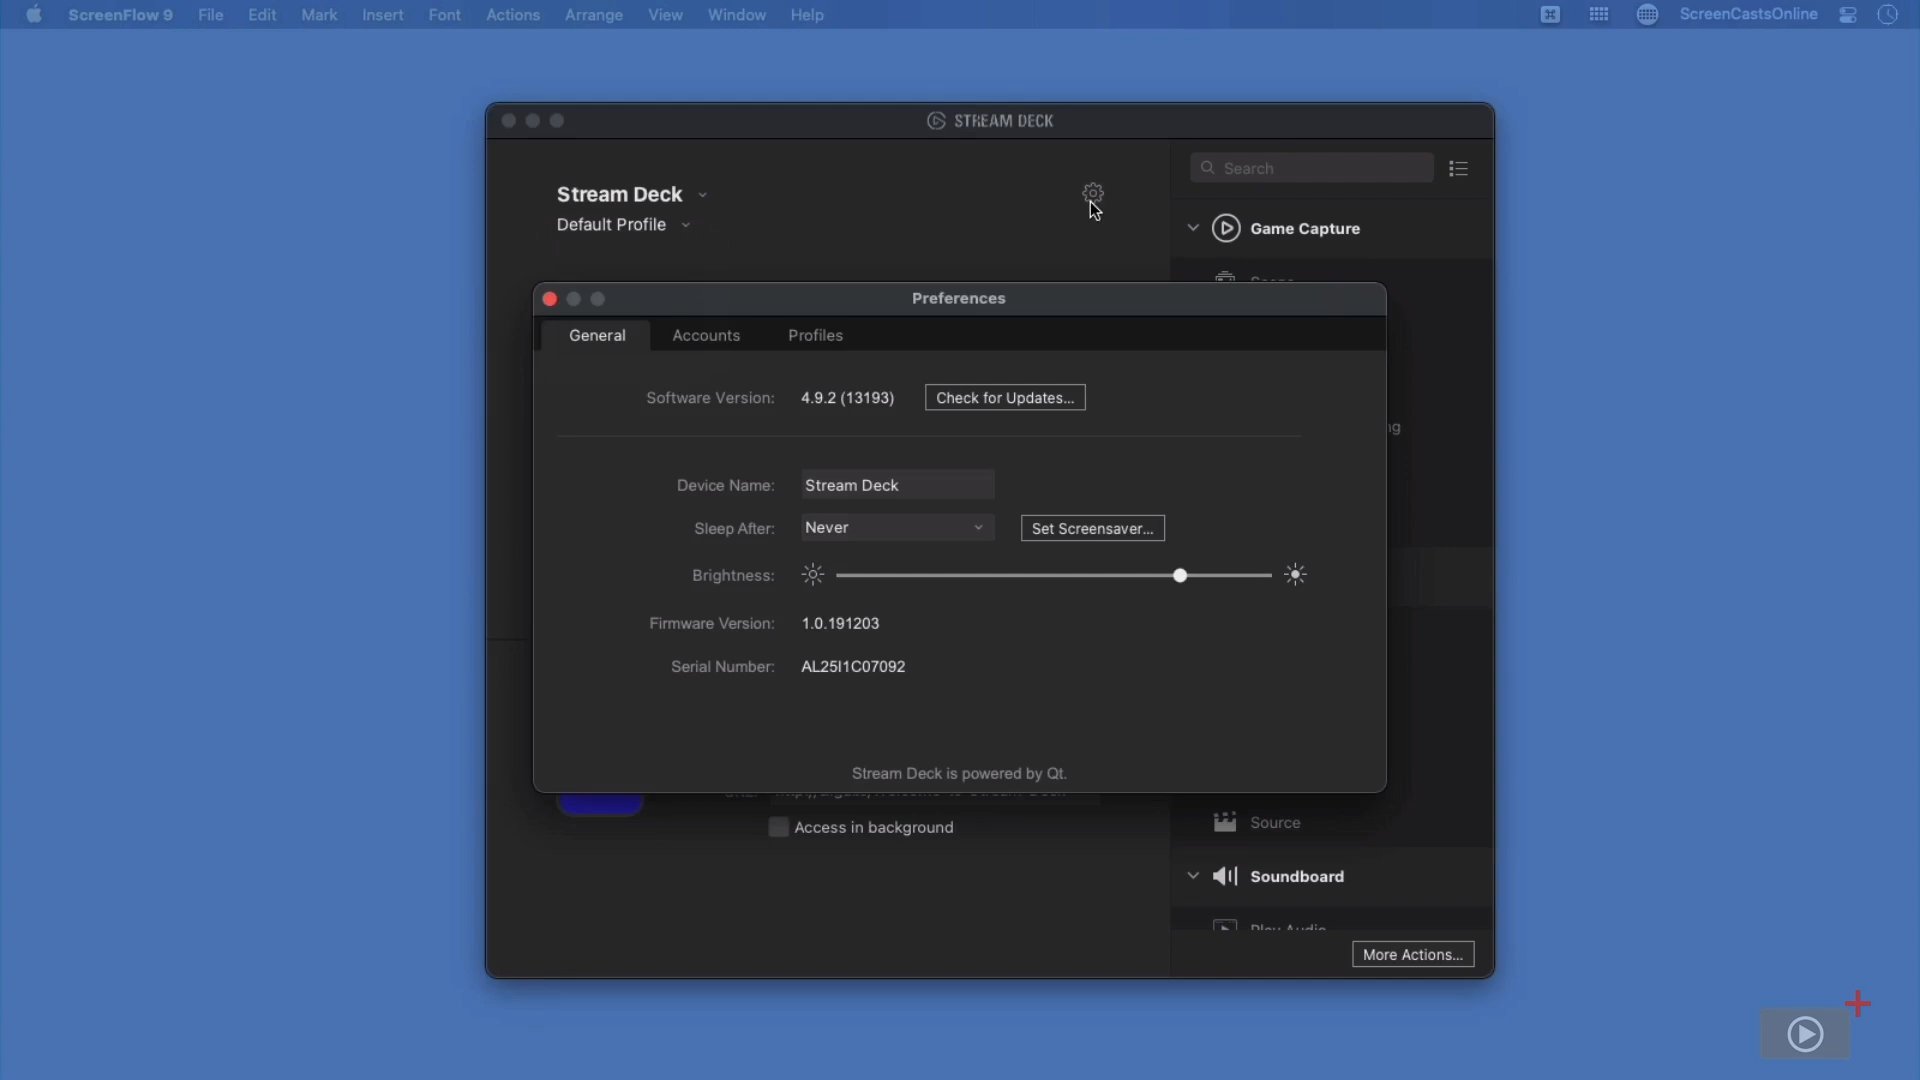 ScreenFlow 9 File Edit Mark Insert Font Actions Arrange View Window Help ScreenCastsOnline
STREAM DECK
Search
Stream Deck
Default Profile
Game Capture
Preferences
General Accounts Profiles
Software Version: 4.9.2 (13193) Check for Updates...
ng
Device Name: Stream Deck
Sleep After: Never Set Screensaver...
Brightness:
Firmware Version: 1.0.191203
Serial Number: AL25I1C07092
Stream Deck is powered by Qt.
Access in background
Source
Soundboard
Play Audio
More Actions...